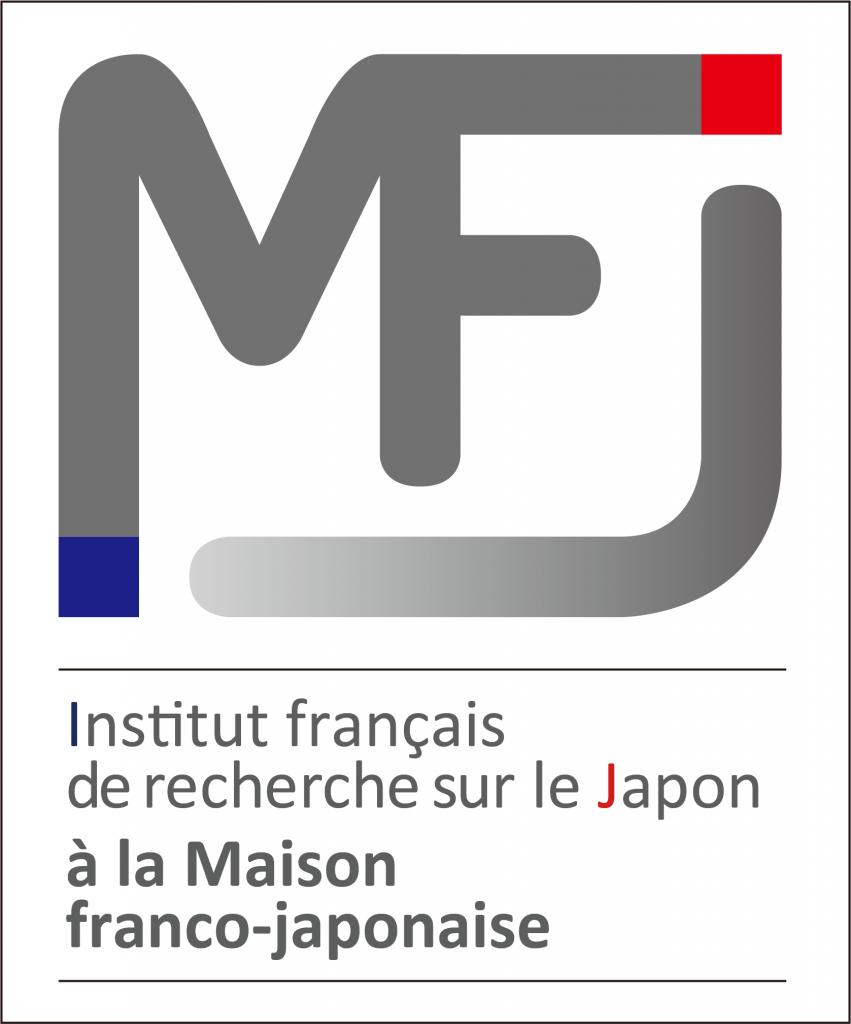 MFJ
Institut français
de recherche sur le Japon
à la Maison
franco-japonaise